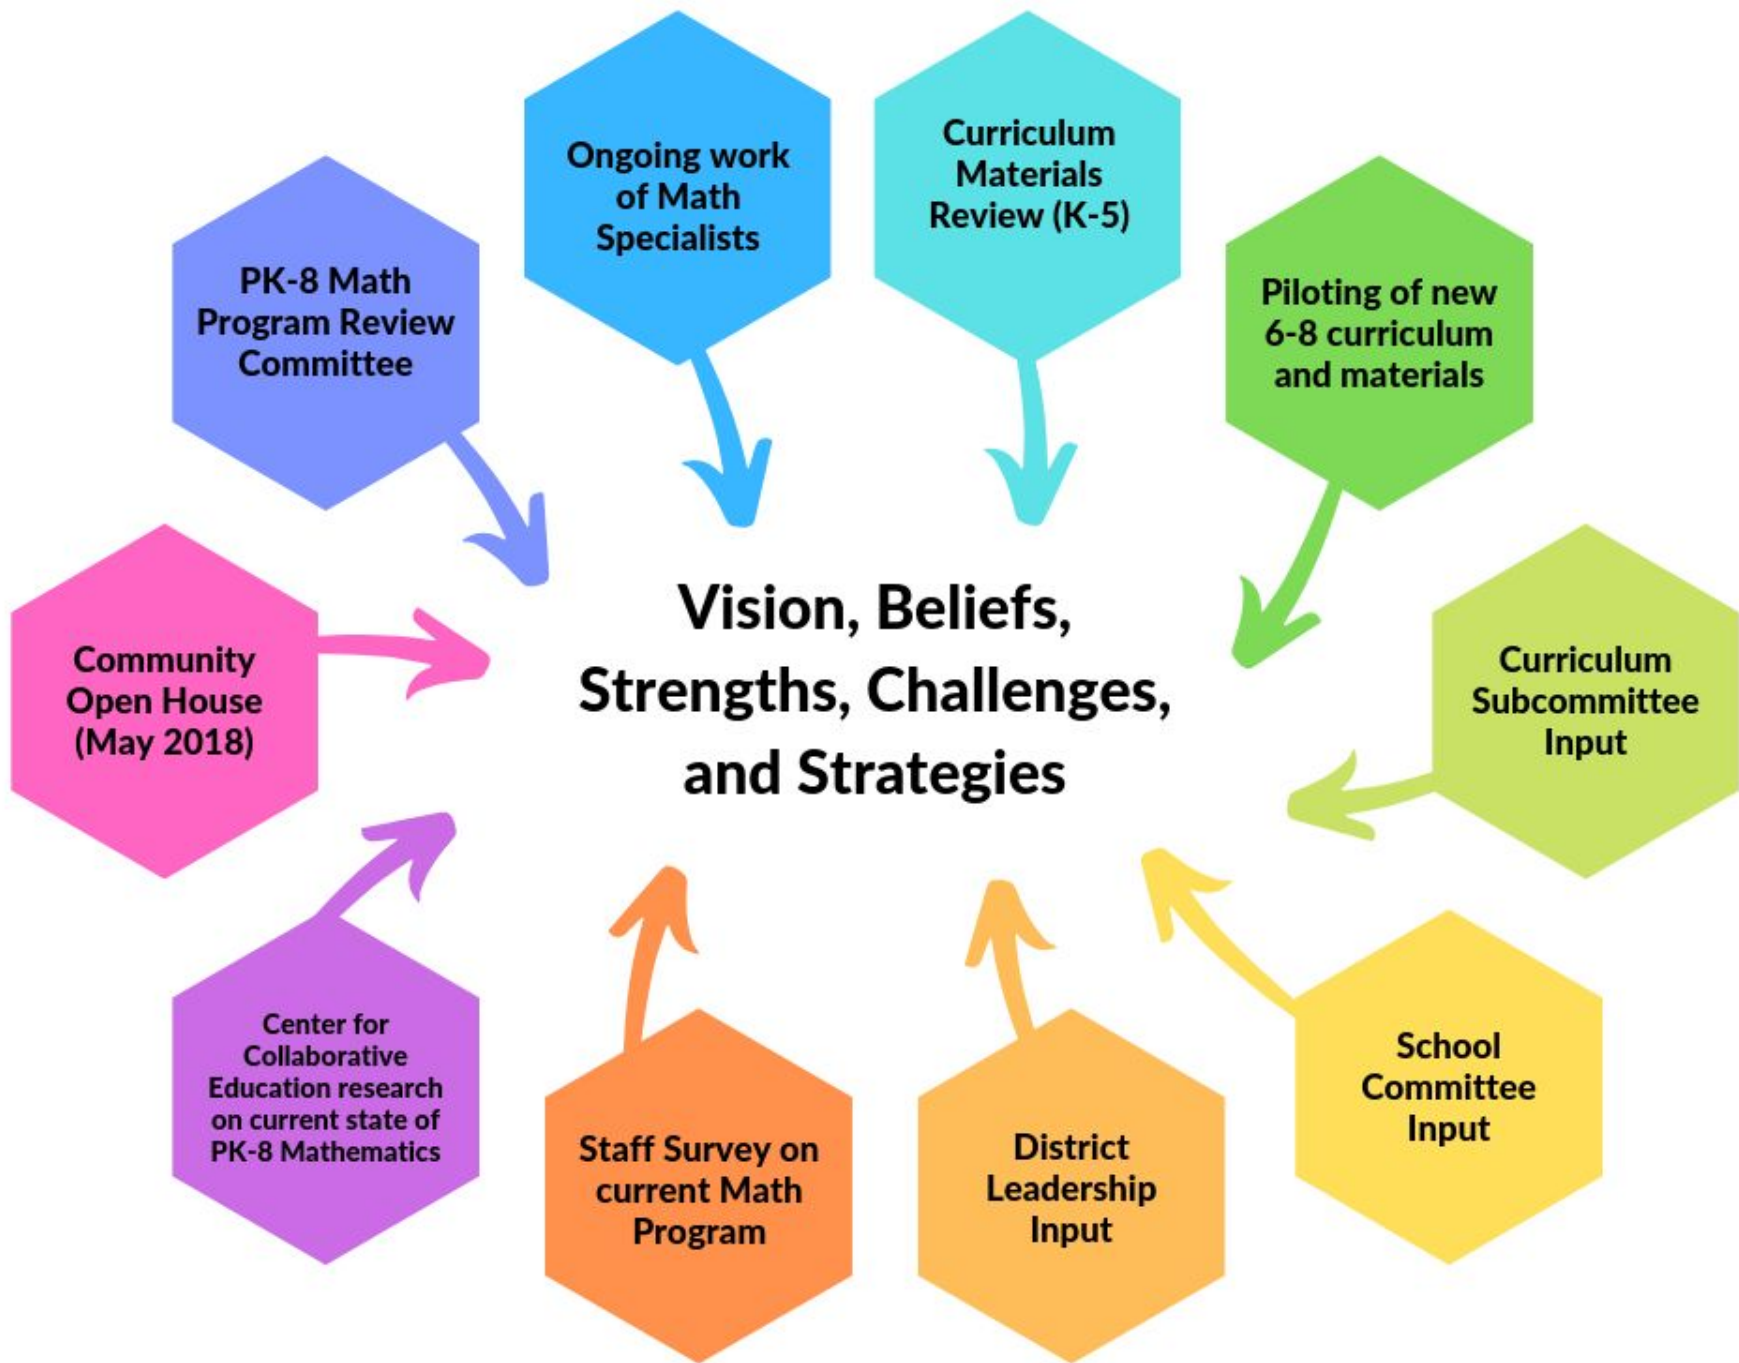 Ongoing work
of Math
Specialists
Curriculum
Materials
Review (K-5)
PK-8 Math
Program Review
Committee
Piloting of new
6-8 curriculum
and materials
Community
Open House
(May 2018)
Vision, Beliefs,
Strengths, Challenges,
and Strategies
Curriculum
Subcommittee
Input
Center for
Collaborative
Education research
on current state of
PK-8 Mathematics
Staff Survey on
current Math
Program
District
Leadership
Input
School
Committee
Input